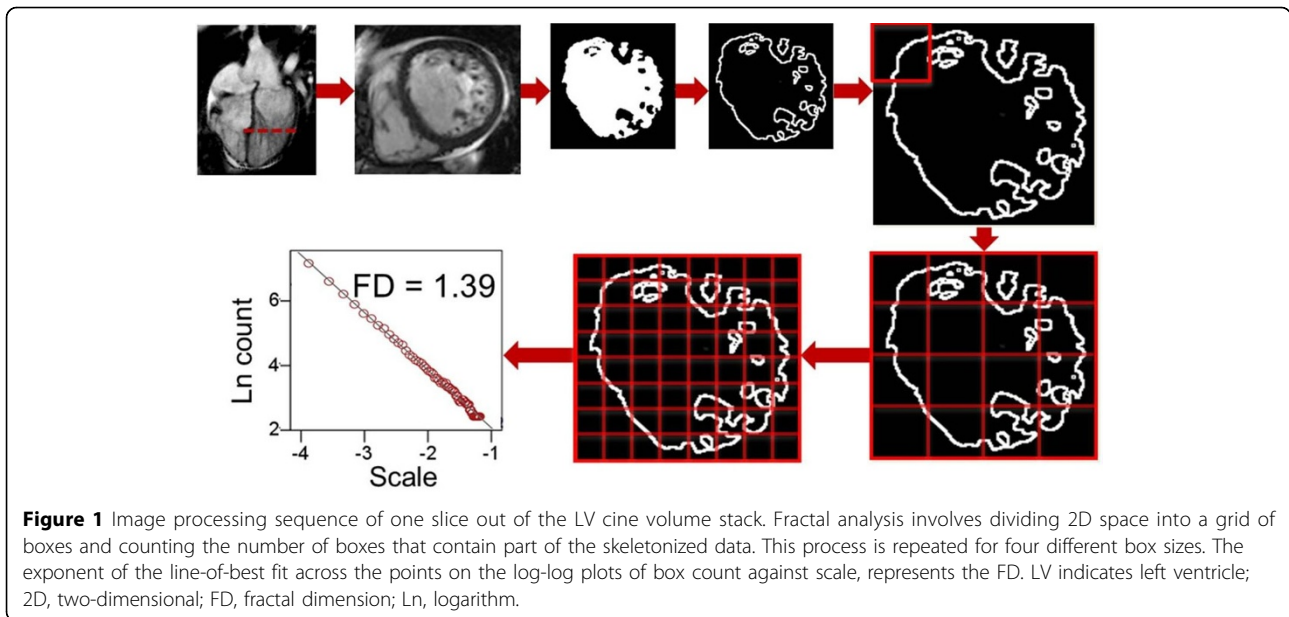 FD = 1.39
Ln count
6
4
2
-4 -3 -2 -1
Scale
Figure 1 Image processing sequence of one slice out of the LV cine volume stack. Fractal analysis involves dividing 2D space into a grid of
boxes and counting the number of boxes that contain part of the skeletonized data. This process is repeated for four different box sizes. The
exponent of the line-of-best fit across the points on the log-log plots of box count against scale, represents the FD. LV indicates left ventricle;
2D, two-dimensional; FD, fractal dimension; Ln, logarithm.